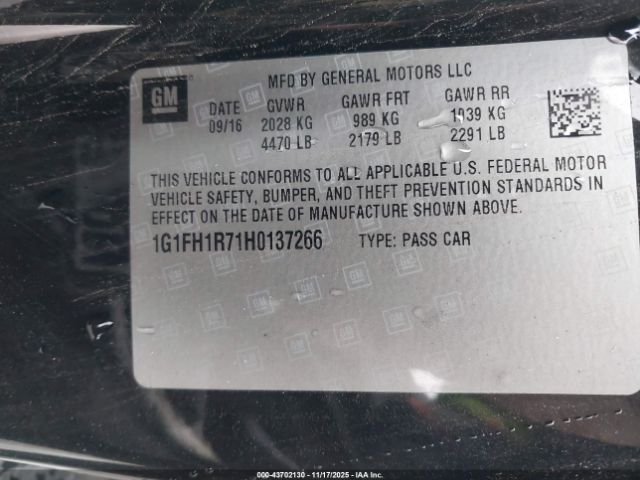 GM
MFD BY GENERAL MOTORS LLC
DATE GVWR GAWR FRT GAWR RR
09/16 2028 KG 989 KG 1039 KG
4470 LB 2179 LB 2291 LB
THIS VEHICLE CONFORMS TO ALL APPLICABLE U.S. FEDERAL MOTOR
VEHICLE SAFETY, BUMPER, AND THEFT PREVENTION STANDARDS IN
EFFECT ON THE DATE OF MANUFACTURE SHOWN ABOVE.
1G1FH1R71H0137266 TYPE: PASS CAR
000-43702130 - 11/17/2025 - IAAI.com